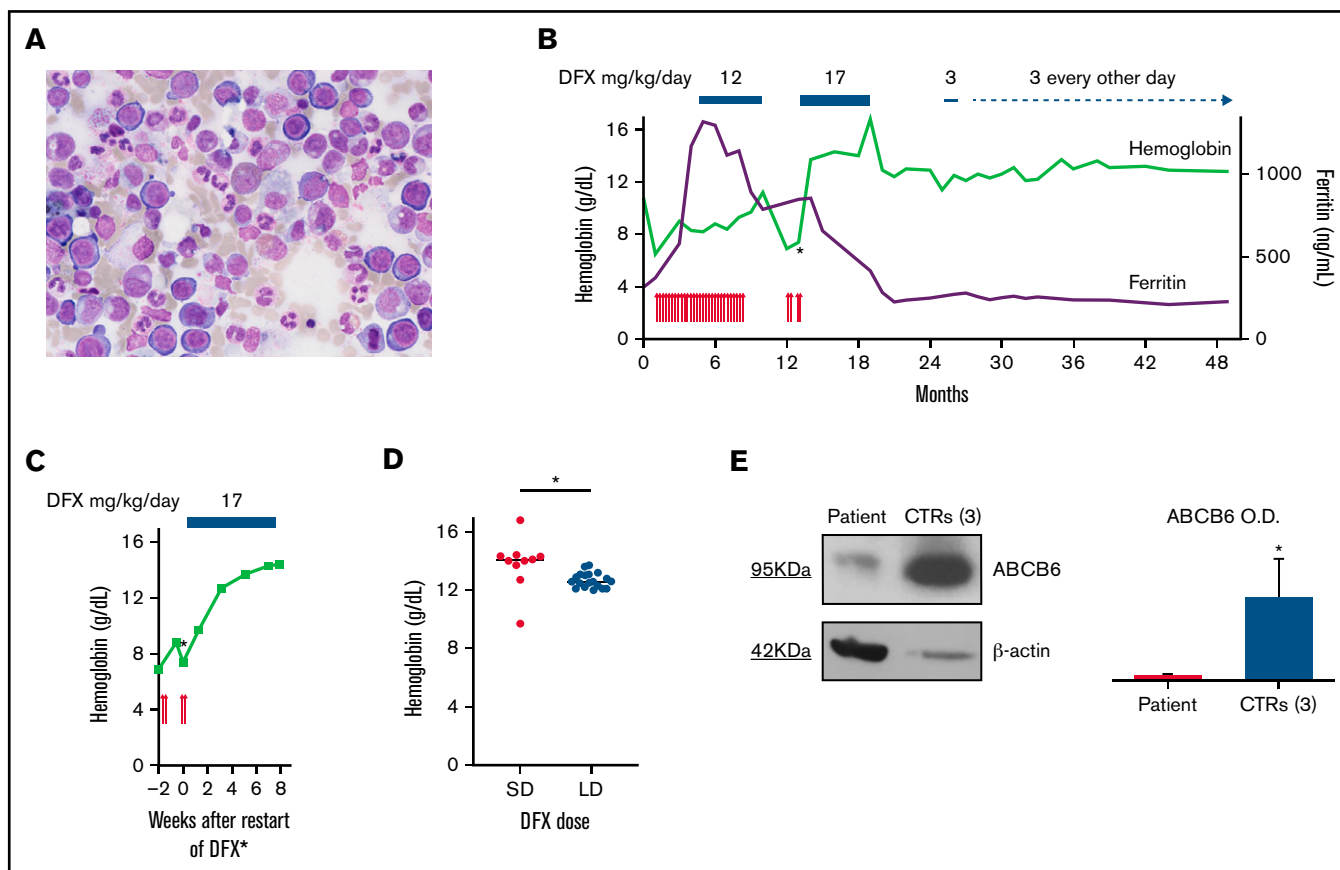 A
B
DFX mg/kg/day 12 17 3 3 every other day
16
12
8
4
0
Hemoglobin (g/dL)
Hemoglobin
Ferritin
*
1000
500
0
Ferritin (ng/mL)
0 6 12 18 24 30 36 42 48
Months
C
DFX mg/kg/day 17
16
12
8
4
0
Hemoglobin (g/dL)
*
−2 0 2 4 6 8
Weeks after restart
of DFX*
D
*
16
12
8
4
0
Hemoglobin (g/dL)
SD LD
DFX dose
E
Patient CTRs (3)
95KDa ABCB6
42KDa β-actin
ABCB6 O.D.
*
Patient CTRs (3)